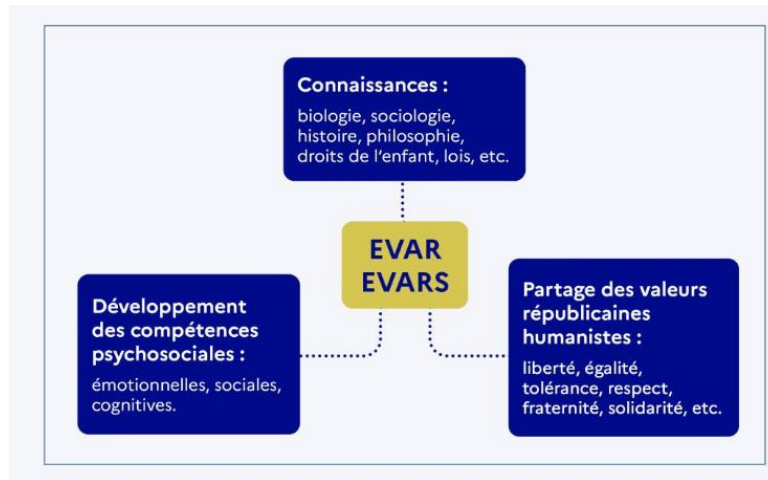 Connaissances :
biologie, sociologie,
histoire, philosophie,
droits de l'enfant, lois, etc.
EVAR
EVARS
Développement
des compétences
psychosociales :
émotionnelles, sociales,
cognitives.
Partage des valeurs
républicaines
humanistes :
liberté, égalité,
tolérance, respect,
fraternité, solidarité, etc.